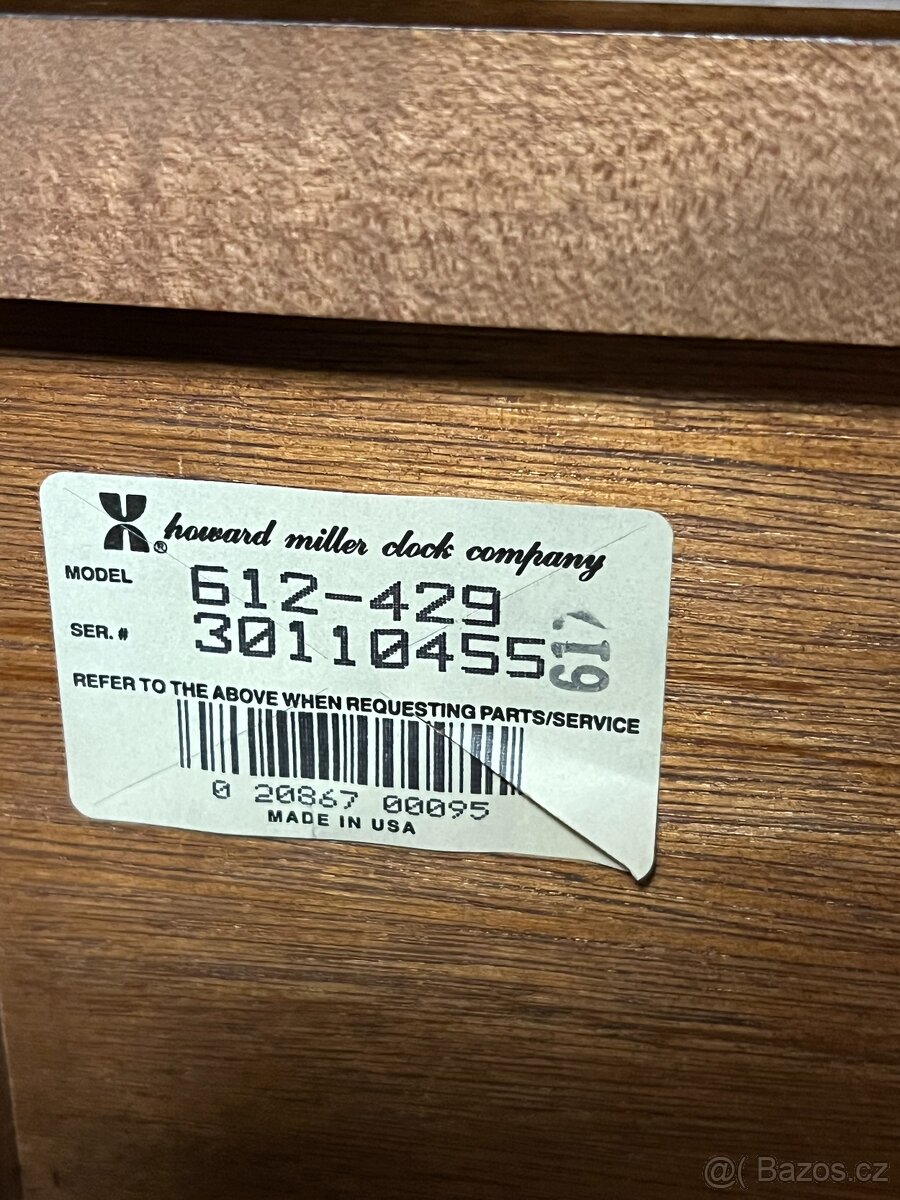 howard miller clock company
MODEL 612-429
SER. # 30110455
REFER TO THE ABOVE WHEN REQUESTING PARTS/SERVICE
0 20867 00095
MADE IN USA
@( Bazos.cz